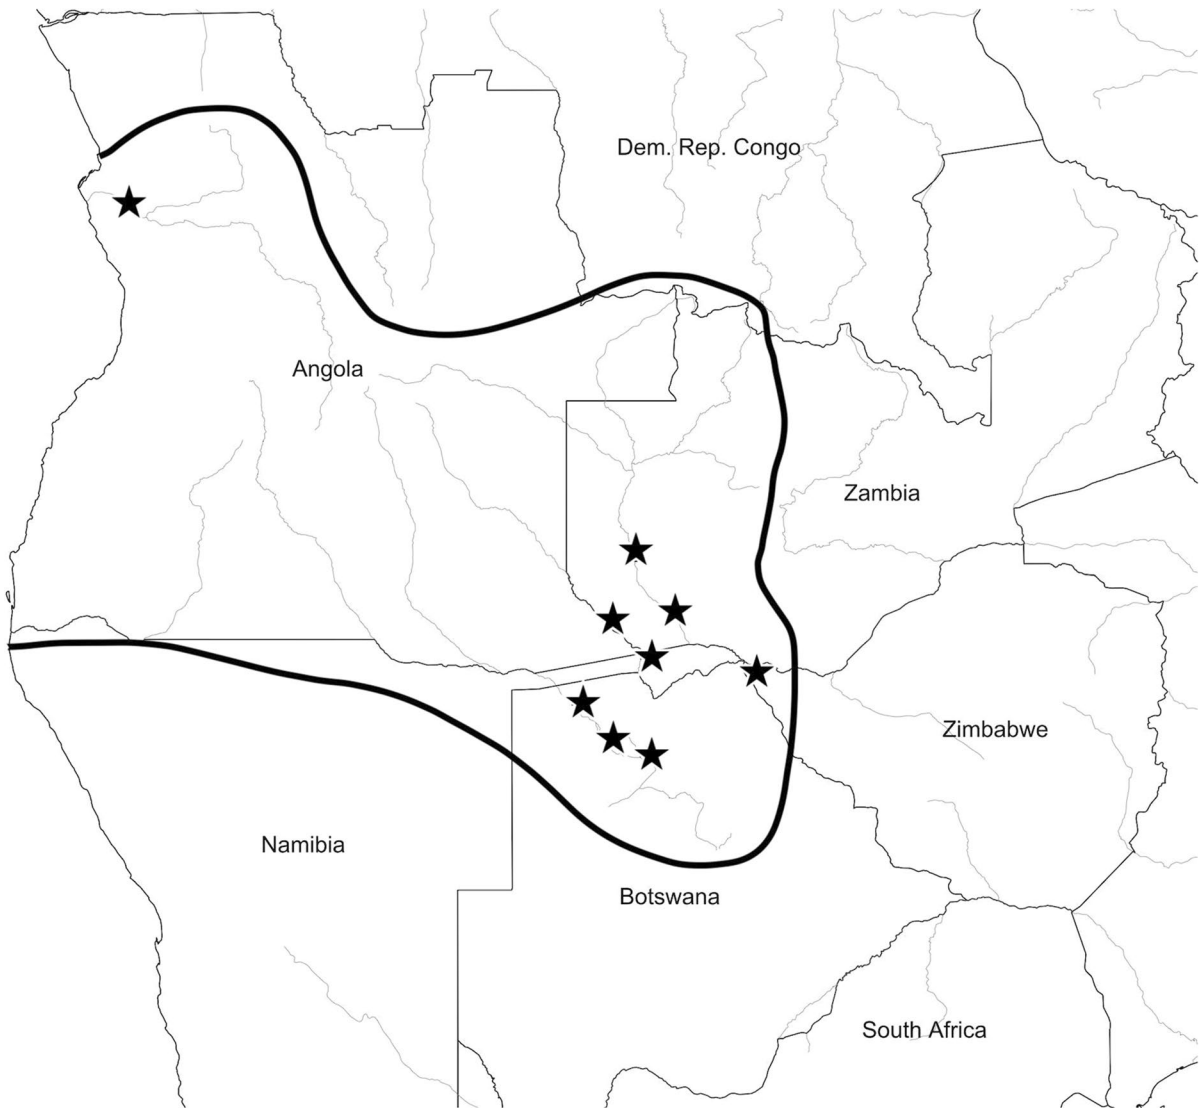 Dem. Rep. Congo
Angola
Zambia
Zimbabwe
Namibia
Botswana
South Africa